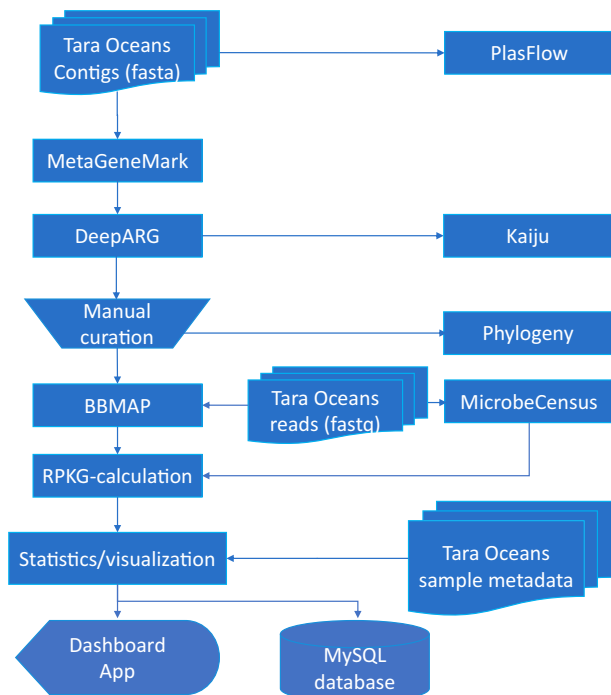 Tara Oceans
Contigs (fasta)
PlasFlow
MetaGeneMark
DeepARG
Kaiju
Manual
curation
Phylogeny
BBMAP
Tara Oceans
reads (fastq)
MicrobeCensus
RPKG-calculation
Statistics/visualization
Tara Oceans
sample metadata
Dashboard
App
MySQL
database